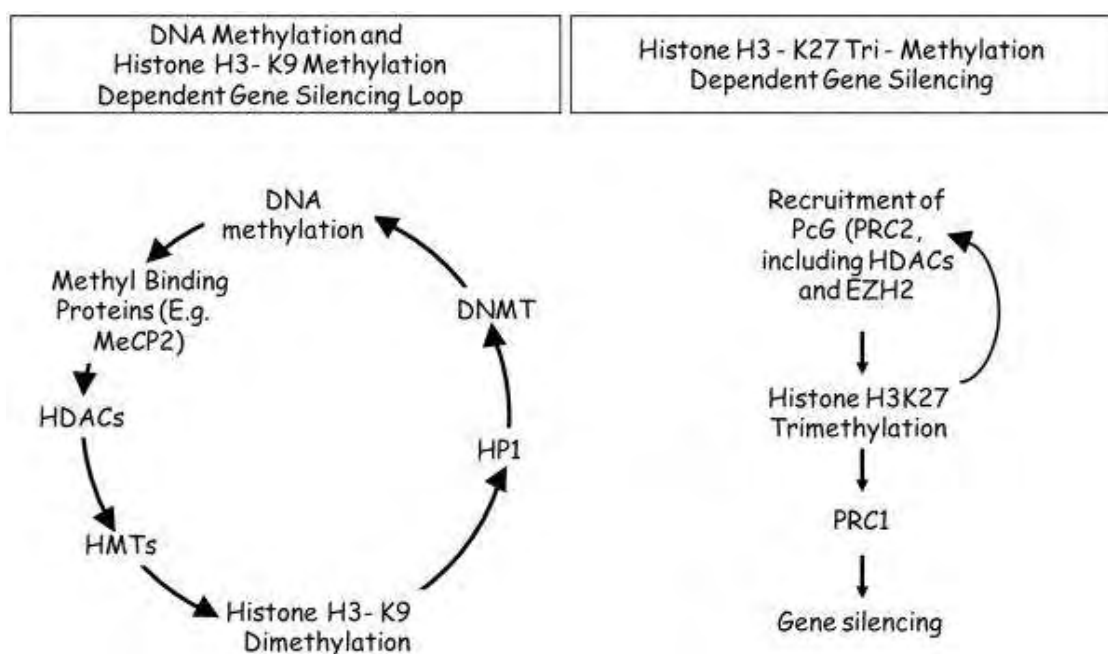 DNA Methylation and
Histone H3- K9 Methylation
Dependent Gene Silencing Loop
Histone H3 - K27 Tri - Methylation
Dependent Gene Silencing
DNA
methylation
Methyl Binding
Proteins (E.g.
MeCP2)
HDACs
HMTs
Histone H3- K9
Dimethylation
HP1
DNMT
Recruitment of
PcG (PRC2,
including HDACs
and EZH2
Histone H3K27
Trimethylation
PRC1
Gene silencing